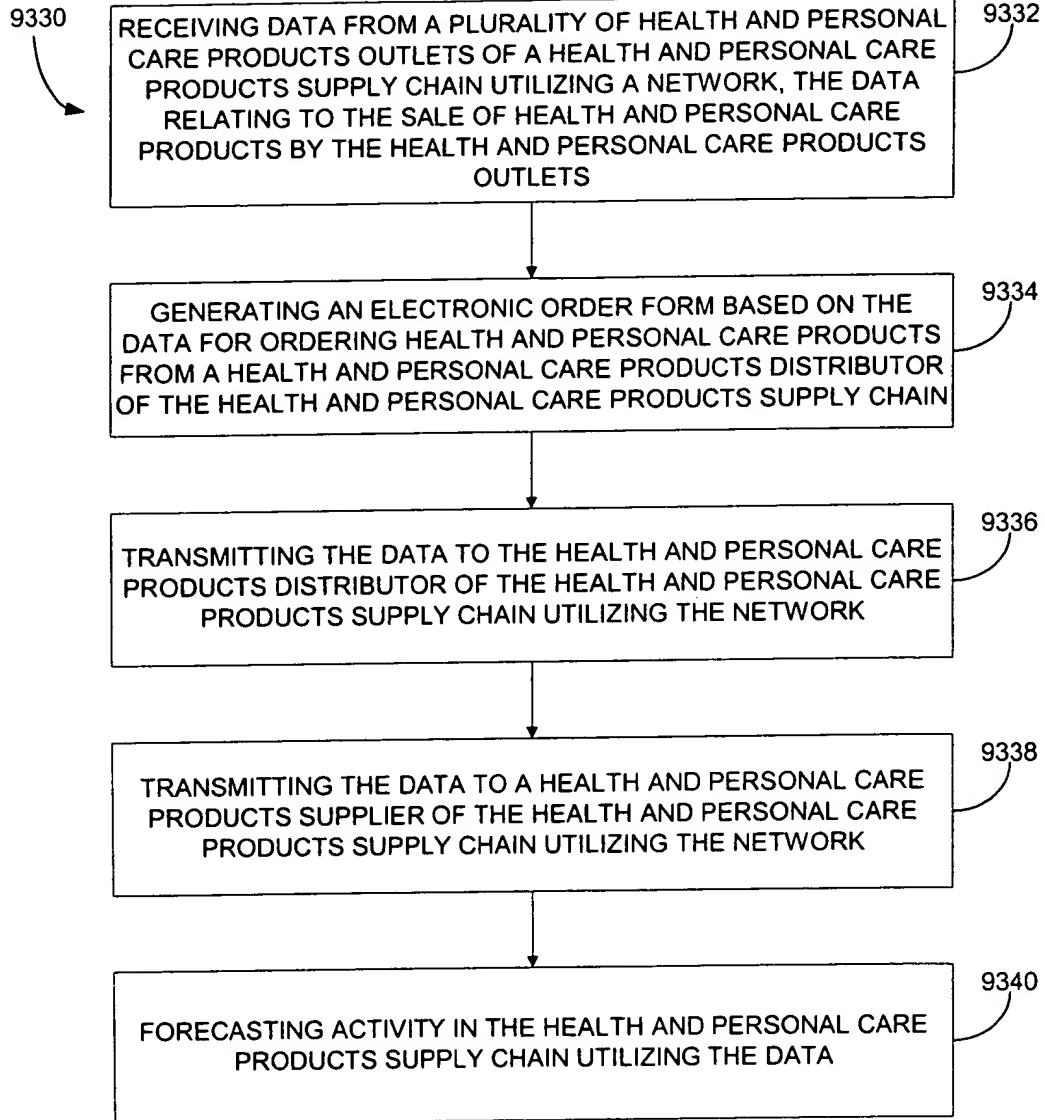 9330
RECEIVING DATA FROM A PLURALITY OF HEALTH AND PERSONAL
CARE PRODUCTS OUTLETS OF A HEALTH AND PERSONAL CARE
PRODUCTS SUPPLY CHAIN UTILIZING A NETWORK, THE DATA
RELATING TO THE SALE OF HEALTH AND PERSONAL CARE
PRODUCTS BY THE HEALTH AND PERSONAL CARE PRODUCTS
OUTLETS
9332
GENERATING AN ELECTRONIC ORDER FORM BASED ON THE
DATA FOR ORDERING HEALTH AND PERSONAL CARE PRODUCTS
FROM A HEALTH AND PERSONAL CARE PRODUCTS DISTRIBUTOR
OF THE HEALTH AND PERSONAL CARE PRODUCTS SUPPLY CHAIN
9334
TRANSMITTING THE DATA TO THE HEALTH AND PERSONAL CARE
PRODUCTS DISTRIBUTOR OF THE HEALTH AND PERSONAL CARE
PRODUCTS SUPPLY CHAIN UTILIZING THE NETWORK
9336
TRANSMITTING THE DATA TO A HEALTH AND PERSONAL CARE
PRODUCTS SUPPLIER OF THE HEALTH AND PERSONAL CARE
PRODUCTS SUPPLY CHAIN UTILIZING THE NETWORK
9338
FORECASTING ACTIVITY IN THE HEALTH AND PERSONAL CARE
PRODUCTS SUPPLY CHAIN UTILIZING THE DATA
9340